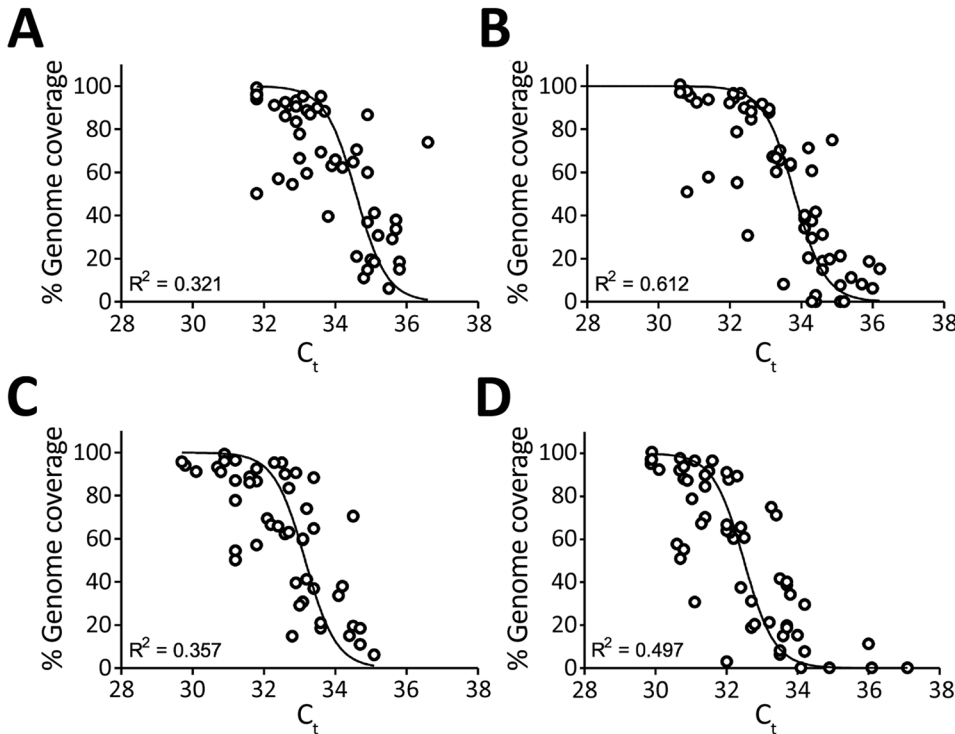 A
% Genome coverage
100
80
60
40
20
0
R² = 0.321
28 30 32 34 36 38
Cₜ
B
% Genome coverage
100
80
60
40
20
0
R² = 0.612
28 30 32 34 36 38
Cₜ
C
% Genome coverage
100
80
60
40
20
0
R² = 0.357
28 30 32 34 36 38
Cₜ
D
% Genome coverage
100
80
60
40
20
0
R² = 0.497
28 30 32 34 36 38
Cₜ